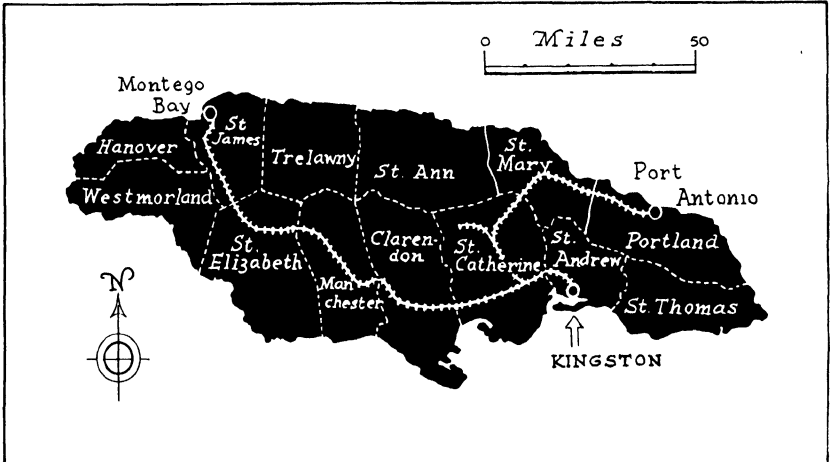 0 Miles 50
Montego
Bay
St
James
Hanover
Trelawny
St.
Mary
Port
Antonio
St. Ann
Westmorland
St.
Elizabeth
Claren-
don
St.
Catherine
St.
Andrew
Portland
Man
chester
St. Thomas
N
KINGSTON